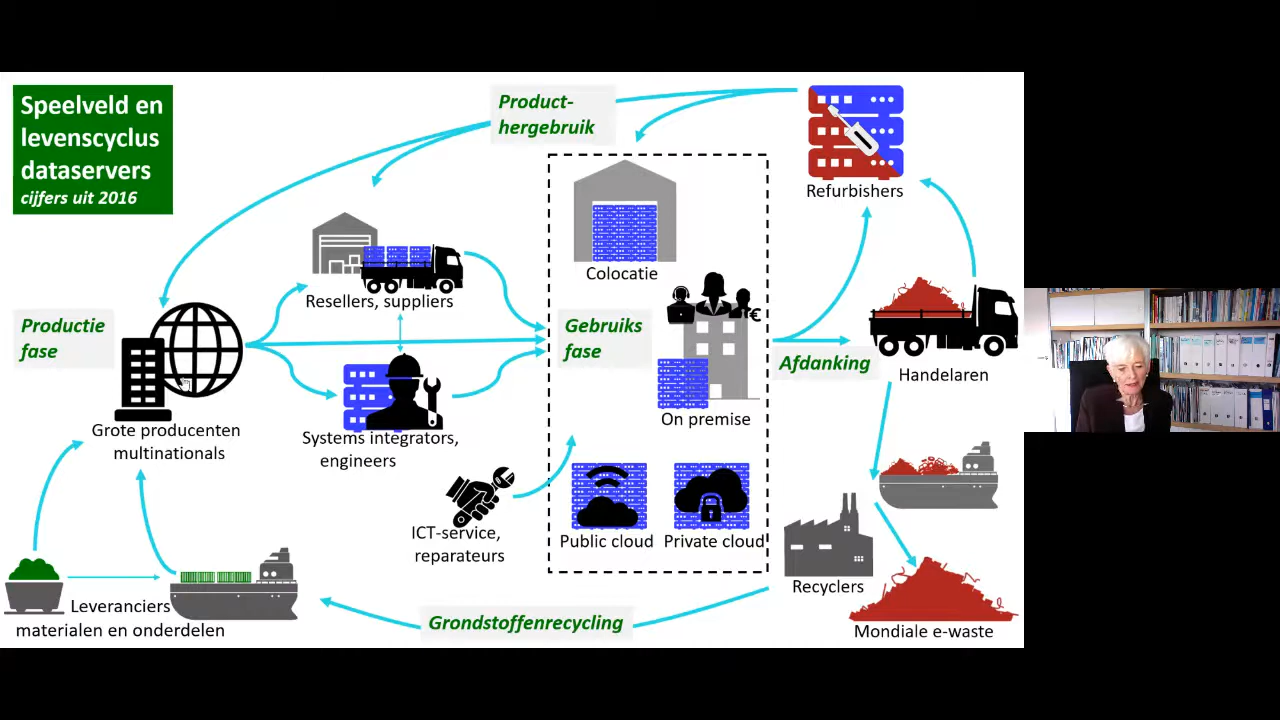 Speelveld en
levenscyclus
dataservers
cijfers uit 2016
Product-
hergebruik
Refurbishers
Colocatie
Resellers, suppliers
Productie
fase
Gebruiks
fase
€
Afdanking
Handelaren
On premise
Grote producenten
multinationals
Systems integrators,
engineers
ICT-service,
reparateurs
Public cloud
Private cloud
Recyclers
Leveranciers
materialen en onderdelen
Grondstoffenrecycling
Mondiale e-waste